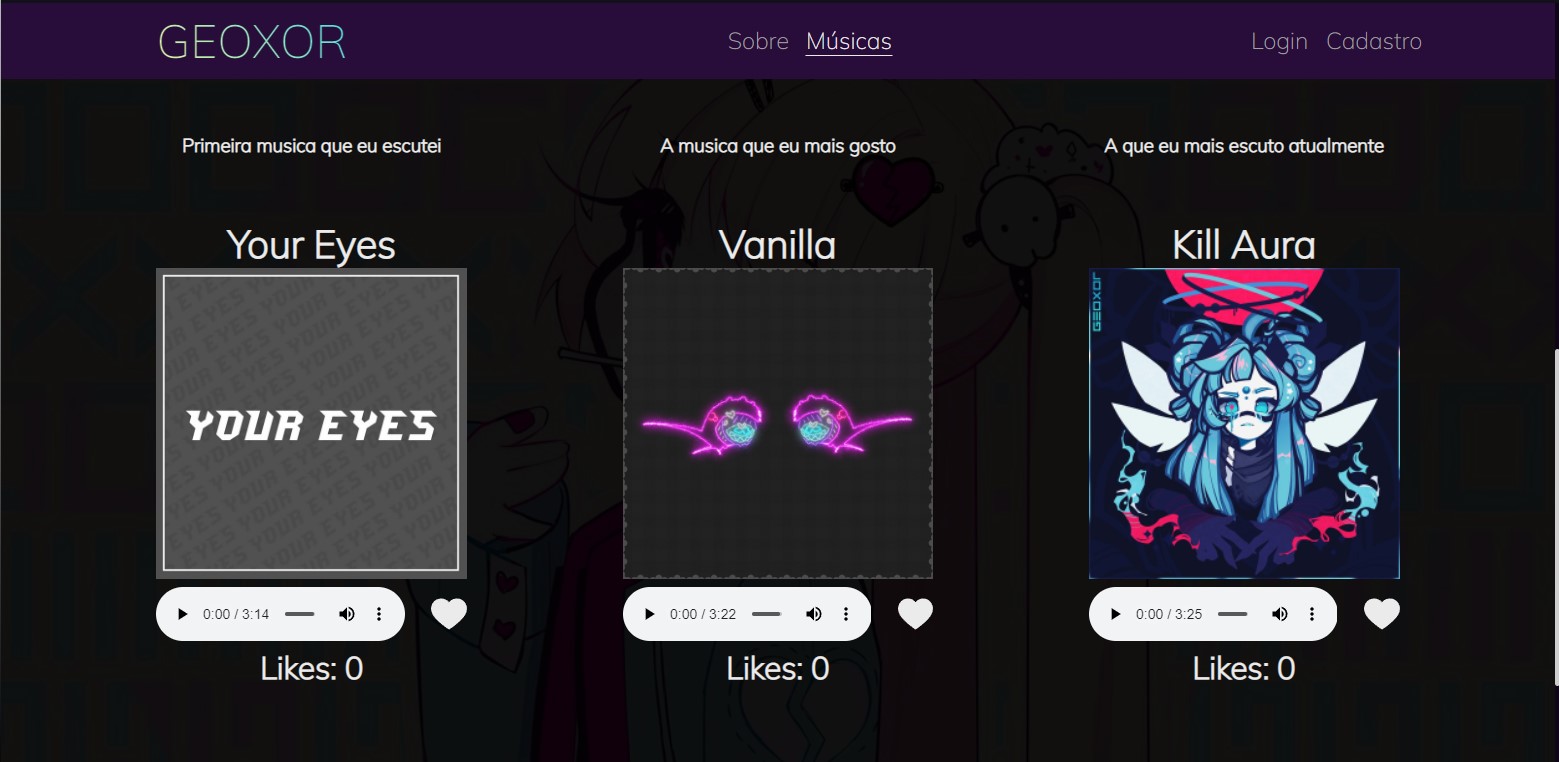 GEOXOR
Sobre Músicas
Login Cadastro
Primeira musica que eu escutei
A musica que eu mais gosto
A que eu mais escuto atualmente
Your Eyes
Vanilla
Kill Aura
YOUR EYES
GEOXOR
0:00 / 3:14
0:00 / 3:22
0:00 / 3:25
Likes: 0
Likes: 0
Likes: 0